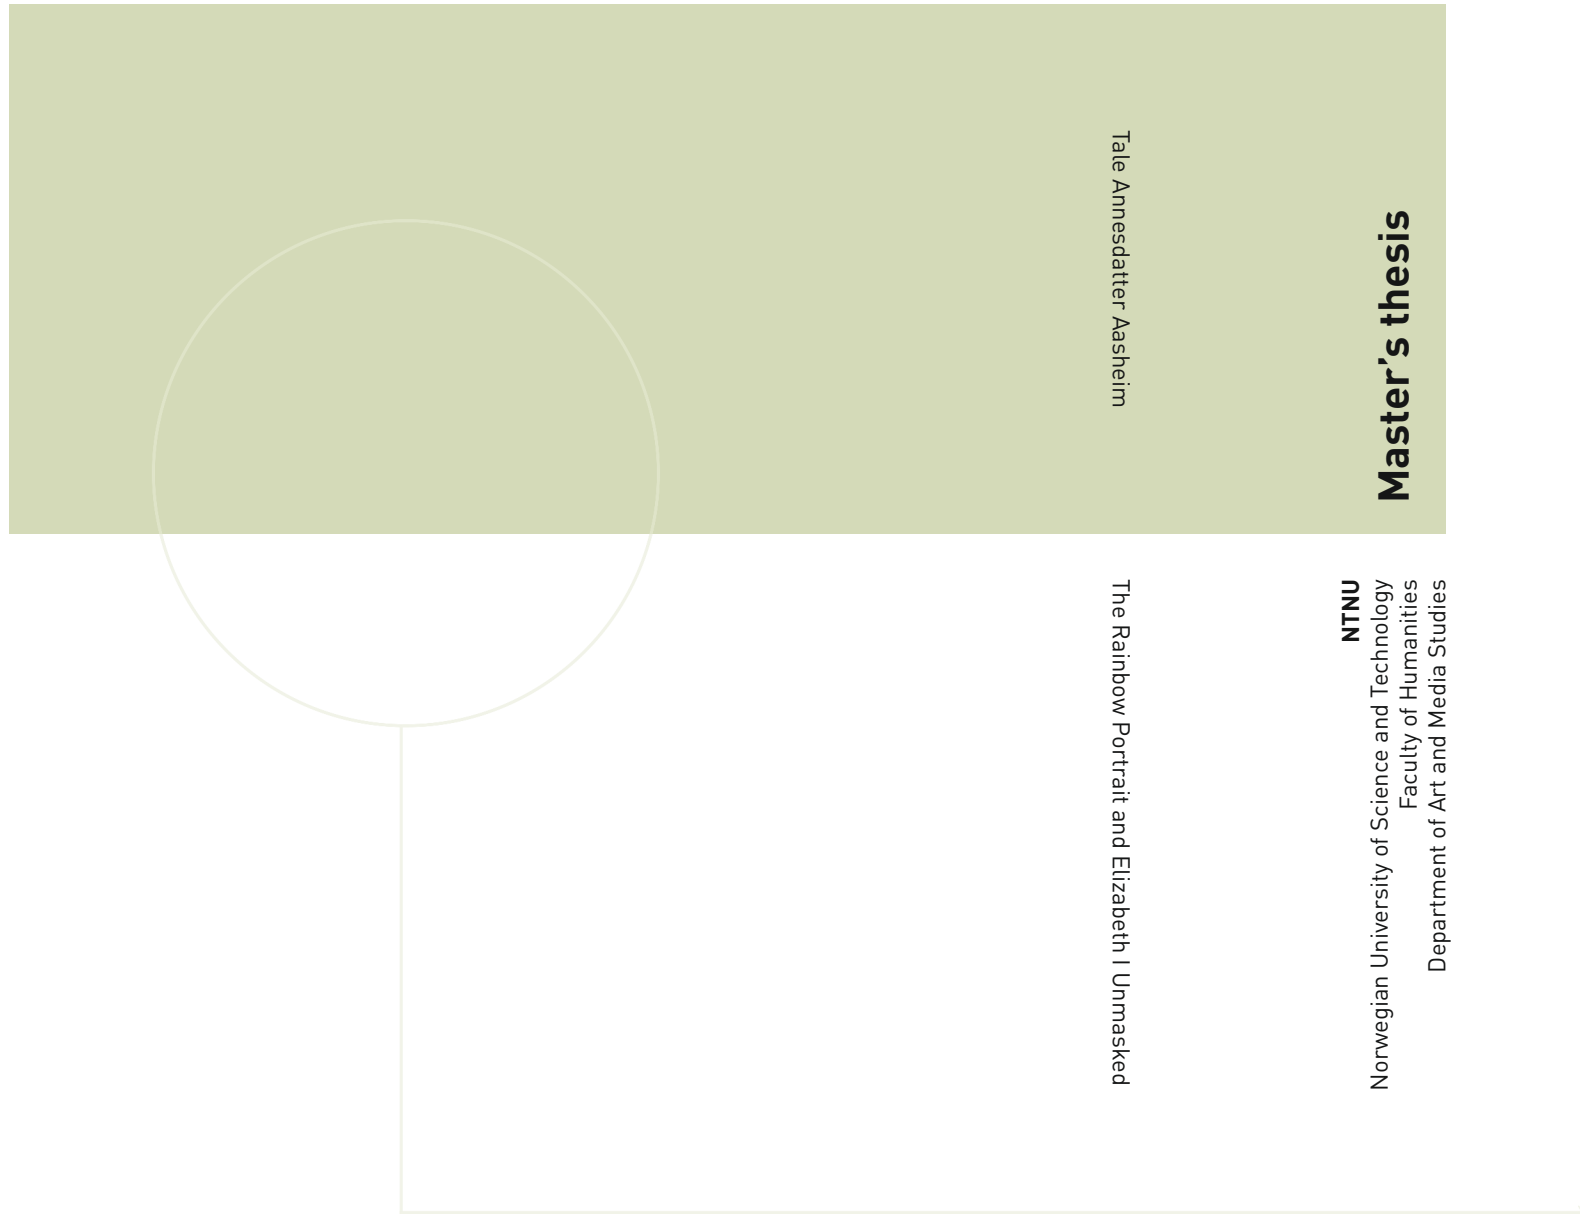 Tale Annesdatter Aasheim
The Rainbow Portrait and Elizabeth I Unmasked
Master’s thesis
NTNU
Norwegian University of Science and Technology
Faculty of Humanities
Department of Art and Media Studies